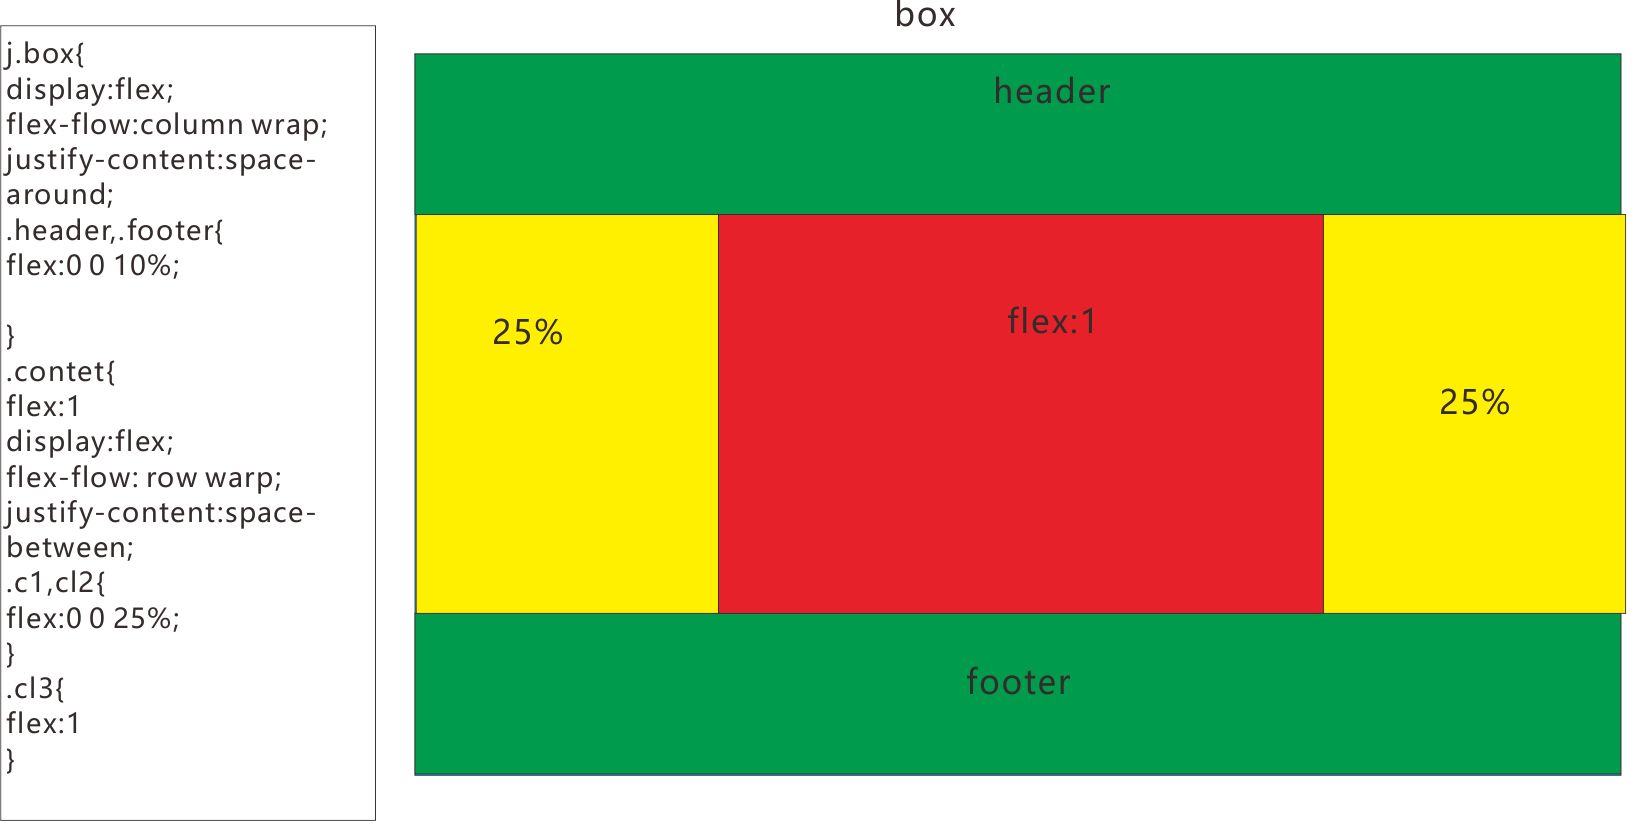 box
j.box{
display:flex;
flex-flow:column wrap;
justify-content:space-
around;
.header,.footer{
flex:0 0 10%;
}
.contet{
flex:1
display:flex;
flex-flow: row warp;
justify-content:space-
between;
.c1,cl2{
flex:0 0 25%;
}
.cl3{
flex:1
}
header
25%
flex:1
25%
footer